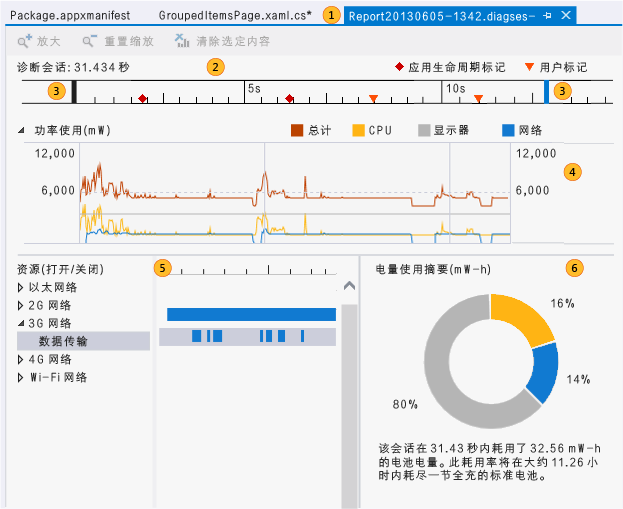 Package.appxmanifest GroupedItemsPage.xaml.cs* 1 Report20130605-1342.diagses
放大 重置缩放 清除选定内容
诊断会话: 31.434 秒 2 应用生命周期标记 用户标记
3 5s 10s 3
功率使用(mW) 总计 CPU 显示器 网络
12,000 12,000
6,000 6,000 4
资源(打开/关闭) 5
以太网络
2G 网络
3G 网络
数据传输
4G 网络
Wi-Fi 网络
电量使用摘要(mW-h) 6
16%
14%
80%
该会话在 31.43 秒内耗用了 32.56 mW-h
的电池电量。此耗用率将在大约 11.26 小
时内耗尽一节全充的标准电池。